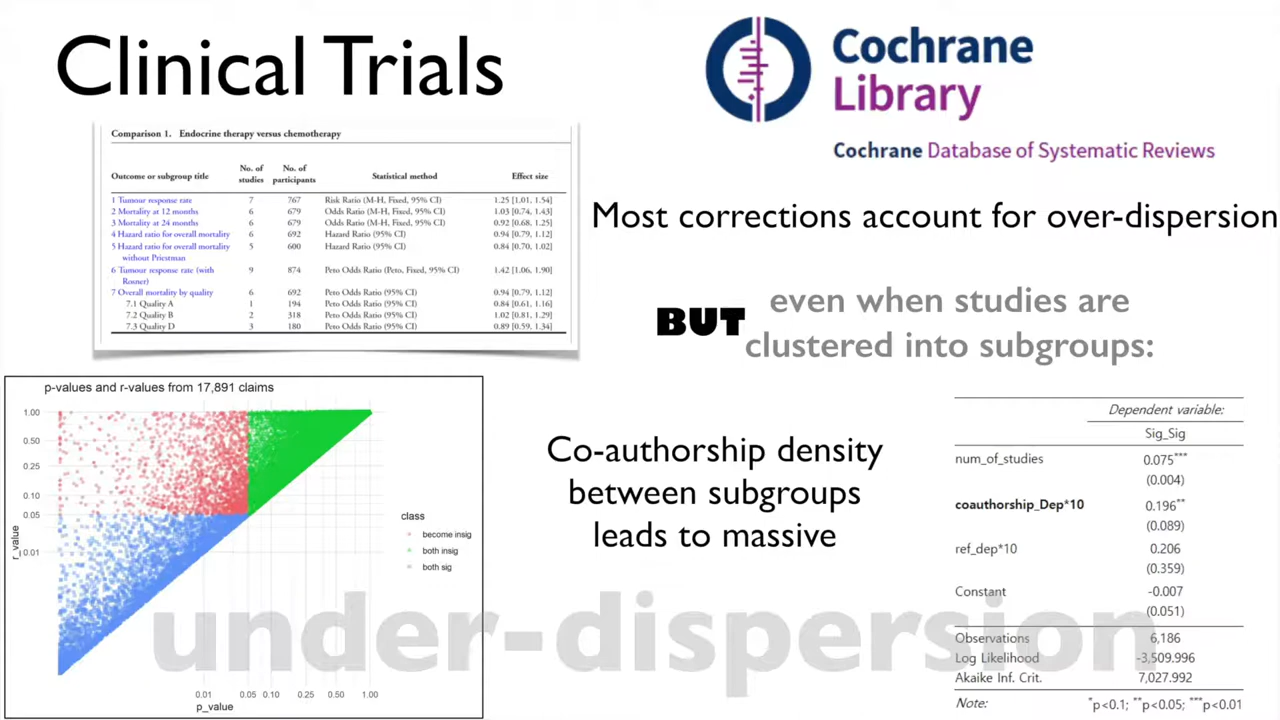 Clinical Trials
Cochrane
Library
Cochrane Database of Systematic Reviews
Comparison 1. Endocrine therapy versus chemotherapy
Outcome or subgroup title No. of studies No. of participants Statistical method Effect size
1 Tumour response rate 7 767 Risk Ratio (M-H, Fixed, 95% CI) 1.25 [1.01, 1.54]
2 Mortality at 12 months 6 679 Odds Ratio (M-H, Fixed, 95% CI) 1.03 [0.74, 1.43]
3 Mortality at 24 months 6 679 Odds Ratio (M-H, Fixed, 95% CI) 0.92 [0.68, 1.25]
4 Hazard ratio for overall mortality 6 692 Hazard Ratio (95% CI) 0.94 [0.79, 1.12]
5 Hazard ratio for overall mortality 5 600 Hazard Ratio (95% CI) 0.84 [0.70, 1.02]
without Priestman
6 Tumour response rate (with 9 874 Peto Odds Ratio (Peto, Fixed, 95% CI) 1.42 [1.06, 1.90]
Rosner)
7 Overall mortality by quality 6 692 Peto Odds Ratio (95% CI) 0.94 [0.79, 1.12]
7.1 Quality A 1 194 Peto Odds Ratio (95% CI) 0.84 [0.61, 1.16]
7.2 Quality B 2 318 Peto Odds Ratio (95% CI) 1.02 [0.81, 1.29]
7.3 Quality D 3 180 Peto Odds Ratio (95% CI) 0.89 [0.59, 1.34]
Most corrections account for over-dispersion
BUT
even when studies are
clustered into subgroups:
p-values and r-values from 17,891 claims
1.00
0.50
0.25
0.10
0.05
0.01
r_value
0.01 0.05 0.10 0.25 0.50 1.00
p_value
class
become insig
both insig
both sig
Co-authorship density
between subgroups
leads to massive
under-dispersion
Dependent variable:
Sig_Sig
num_of_studies 0.075***
(0.004)
coauthorship_Dep*10 0.196**
(0.089)
ref_dep*10 0.206
(0.359)
Constant -0.007
(0.051)
Observations 6,186
Log Likelihood -3,509.996
Akaike Inf. Crit. 7,027.992
Note: *p<0.1; **p<0.05; ***p<0.01